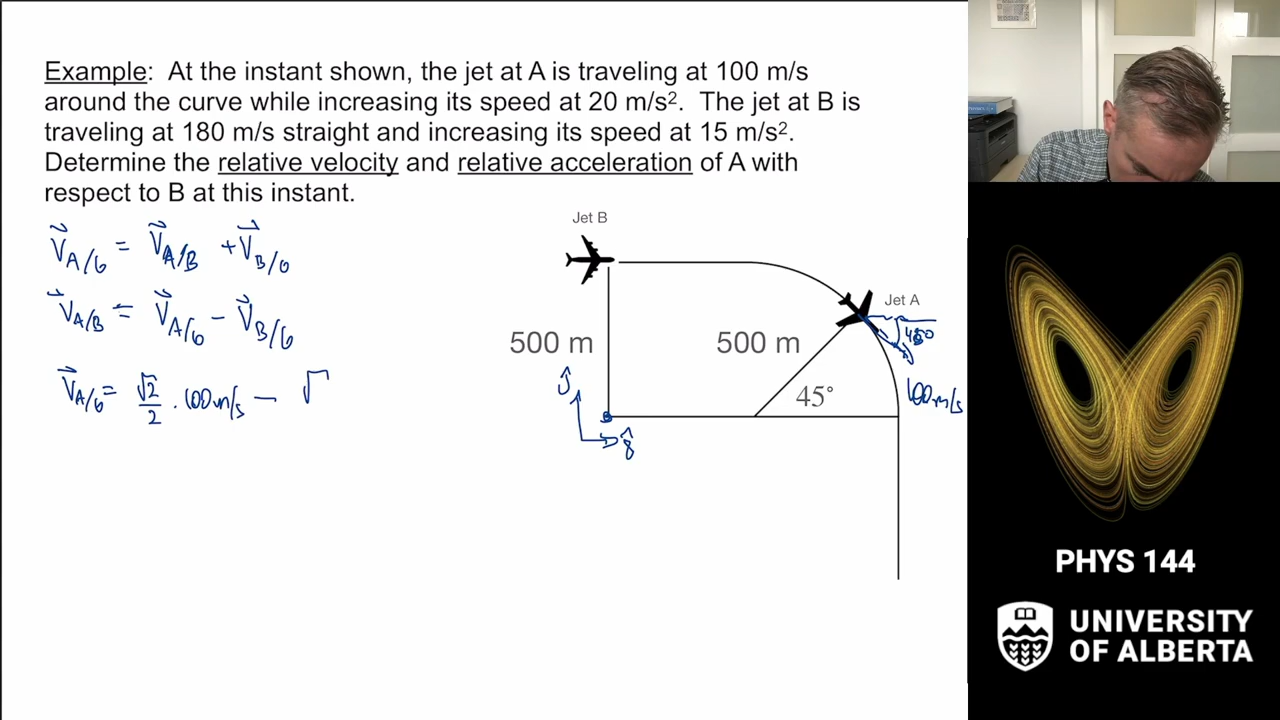 Example: At the instant shown, the jet at A is traveling at 100 m/s
around the curve while increasing its speed at 20 m/s². The jet at B is
traveling at 180 m/s straight and increasing its speed at 15 m/s².
Determine the relative velocity and relative acceleration of A with
respect to B at this instant.
V⃗A/G = V⃗A/B + V⃗B/G
V⃗A/B = V⃗A/G − V⃗B/G
V⃗A/G = √2/2 . 100 m/s − √
Jet B
Jet A
500 m
500 m
45°
100 m/s
ĵ
PHYS 144
UNIVERSITY
OF ALBERTA